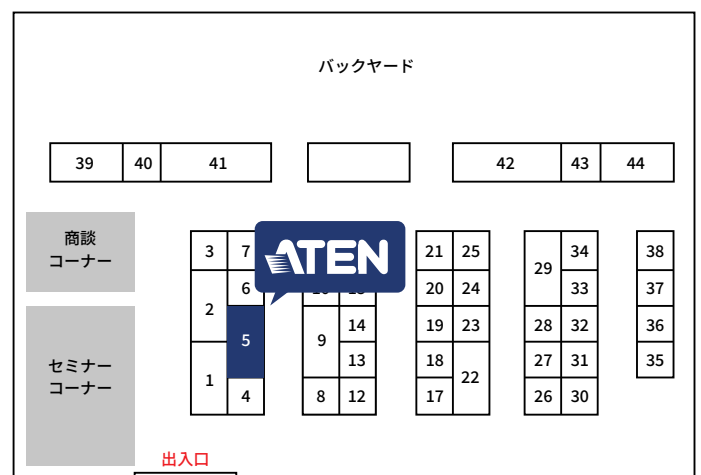 バックヤード
39 40 41 42 43 44
商談
コーナー
3 7 ATEN 21 25 29 34 38
2 6 20 24 33 37
5 9 14 19 23 28 32 36
セミナー
コーナー
1 13 18 22 27 31 35
4 8 12 17 26 30
出入口